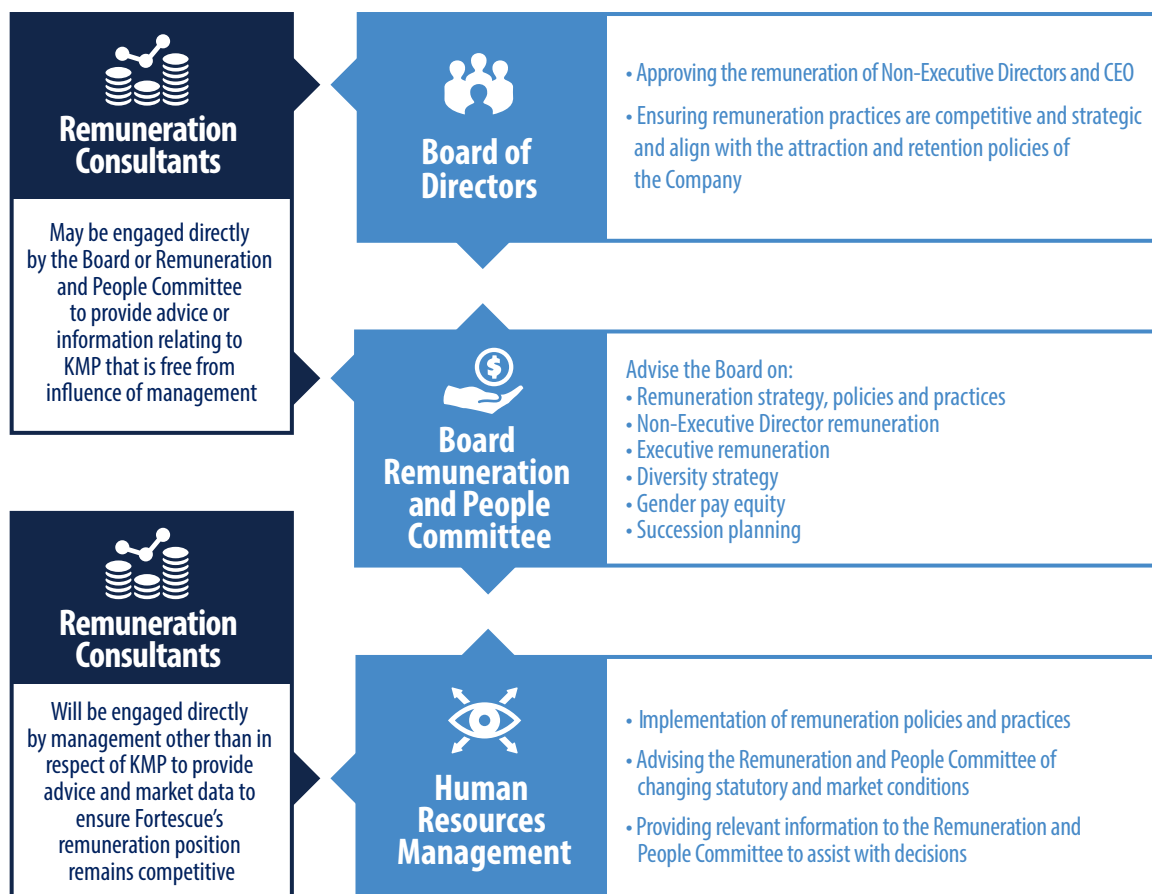 Remuneration
Consultants
May be engaged directly
by the Board or Remuneration
and People Committee
to provide advice or
information relating to
KMP that is free from
influence of management
Board of
Directors
• Approving the remuneration of Non-Executive Directors and CEO
• Ensuring remuneration practices are competitive and strategic
and align with the attraction and retention policies of
the Company
$
Board
Remuneration
and People
Committee
Advise the Board on:
• Remuneration strategy, policies and practices
• Non-Executive Director remuneration
• Executive remuneration
• Diversity strategy
• Gender pay equity
• Succession planning
Remuneration
Consultants
Will be engaged directly
by management other than in
respect of KMP to provide
advice and market data to
ensure Fortescue’s
remuneration position
remains competitive
Human
Resources
Management
• Implementation of remuneration policies and practices
• Advising the Remuneration and People Committee of
changing statutory and market conditions
• Providing relevant information to the Remuneration and
People Committee to assist with decisions